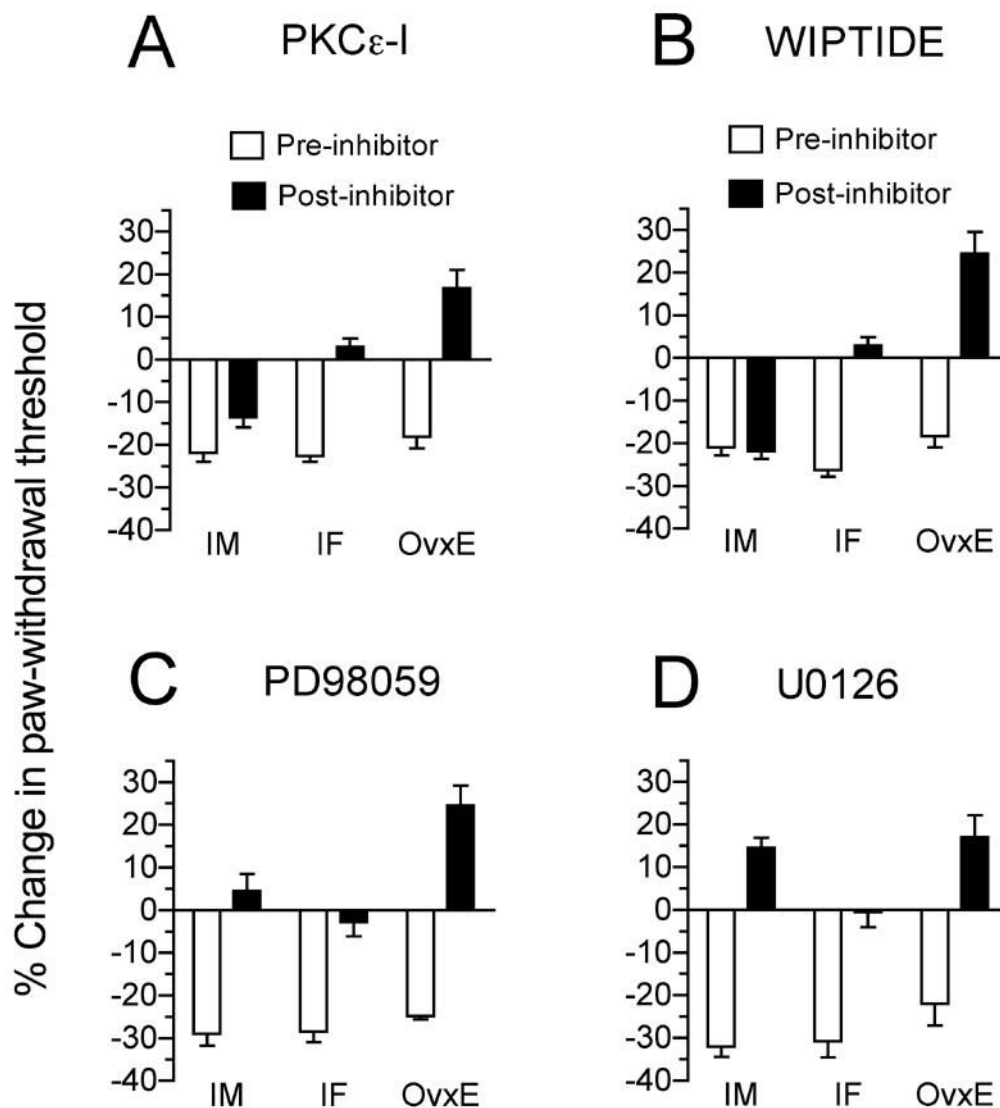 % Change in paw-withdrawal threshold
A PKCε-I
Pre-inhibitor
Post-inhibitor
30
20
10
0
-10
-20
-30
-40
IM IF OvxE
B WIPTIDE
Pre-inhibitor
Post-inhibitor
30
20
10
0
-10
-20
-30
-40
IM IF OvxE
C PD98059
30
20
10
0
-10
-20
-30
-40
IM IF OvxE
D U0126
30
20
10
0
-10
-20
-30
-40
IM IF OvxE